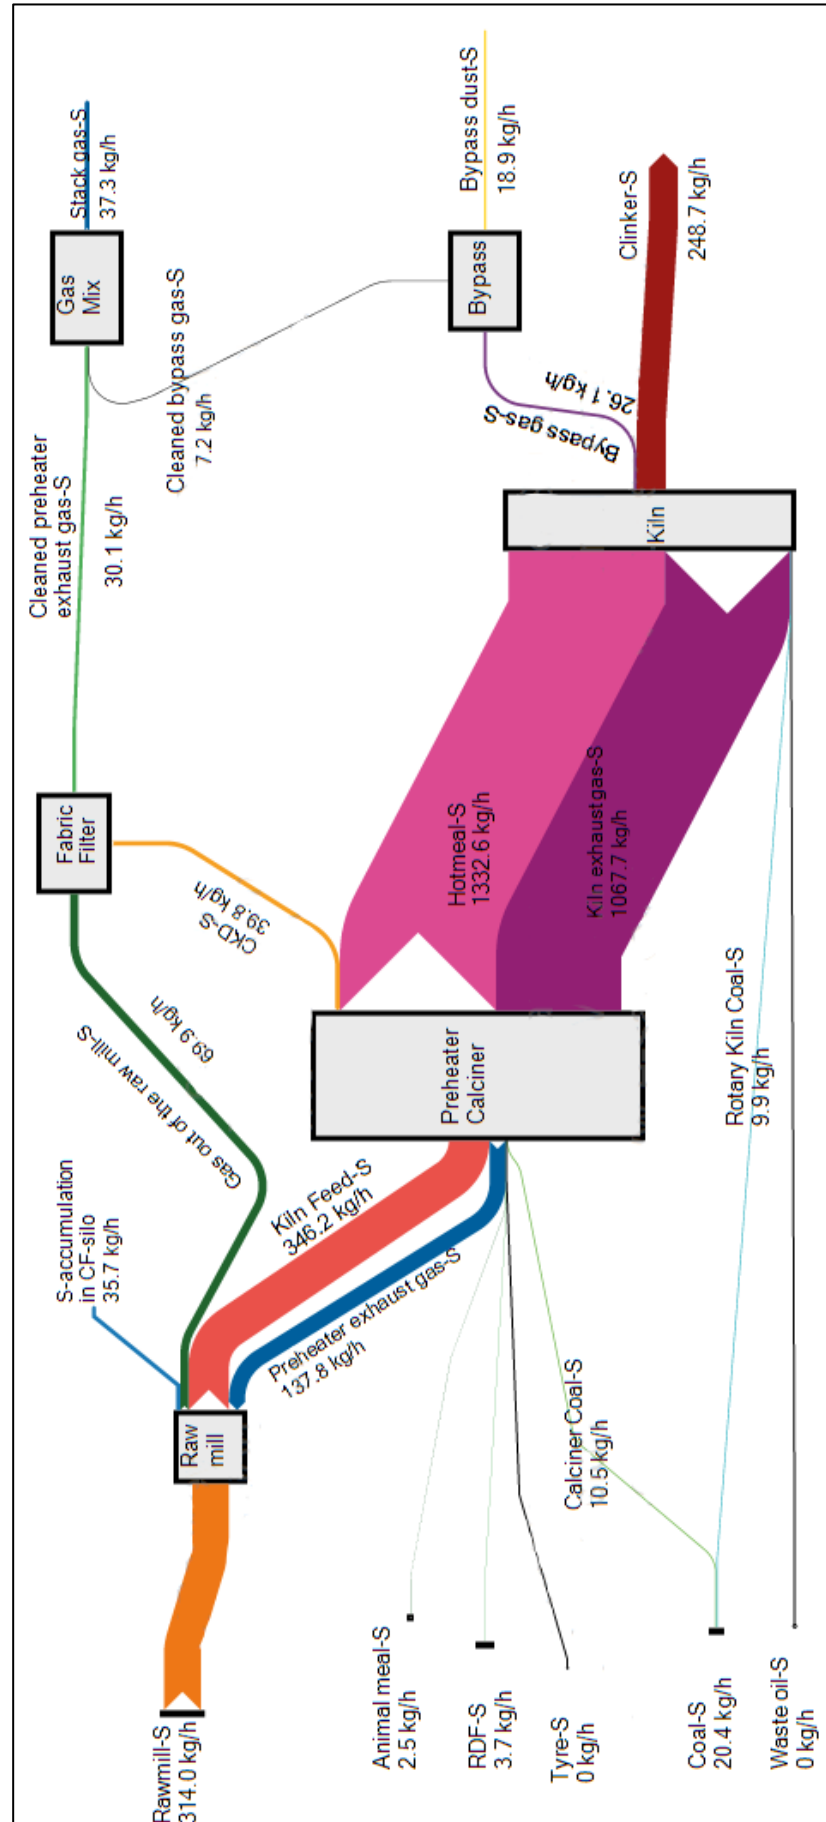 Stack gas-S
37.3 kg/h
Gas
Mix
Bypass dust-S
18.9 kg/h
Bypass
Clinker-S
248.7 kg/h
Cleaned bypass gas-S
7.2 kg/h
Bypass gas-S
26.1 kg/h
Cleaned preheater
exhaust gas-S
30.1 kg/h
Kiln
Fabric
Filter
CKD-S
39.8 kg/h
Hotmeal-S
1332.6 kg/h
Kiln exhaust gas-S
1067.7 kg/h
Gas out of the raw mill-S
69.9 kg/h
Preheater
Calciner
Rotary Kiln Coal-S
9.9 kg/h
S-accumulation
in CF-silo
35.7 kg/h
Kiln Feed-S
346.2 kg/h
Preheater exhaust gas-S
137.8 kg/h
Raw
mill
Calciner Coal-S
10.5 kg/h
Rawmill-S
314.0 kg/h
Animal meal-S
2.5 kg/h
RDF-S
3.7 kg/h
Tyre-S
0 kg/h
Coal-S
20.4 kg/h
Waste oil-S
0 kg/h